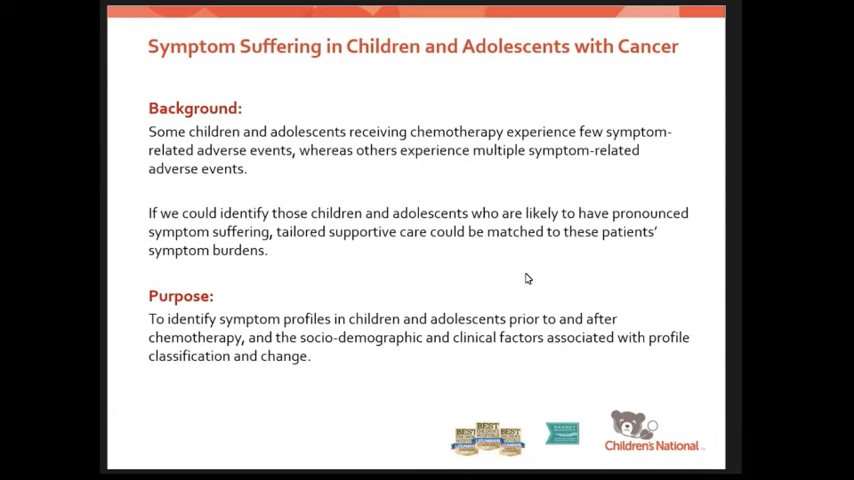 Symptom Suffering in Children and Adolescents with Cancer
Background:
Some children and adolescents receiving chemotherapy experience few symptom-
related adverse events, whereas others experience multiple symptom-related
adverse events.
If we could identify those children and adolescents who are likely to have pronounced
symptom suffering, tailored supportive care could be matched to these patients'
symptom burdens.
Purpose:
To identify symptom profiles in children and adolescents prior to and after
chemotherapy, and the socio-demographic and clinical factors associated with profile
classification and change.
BEST BEST BEST
Children's National